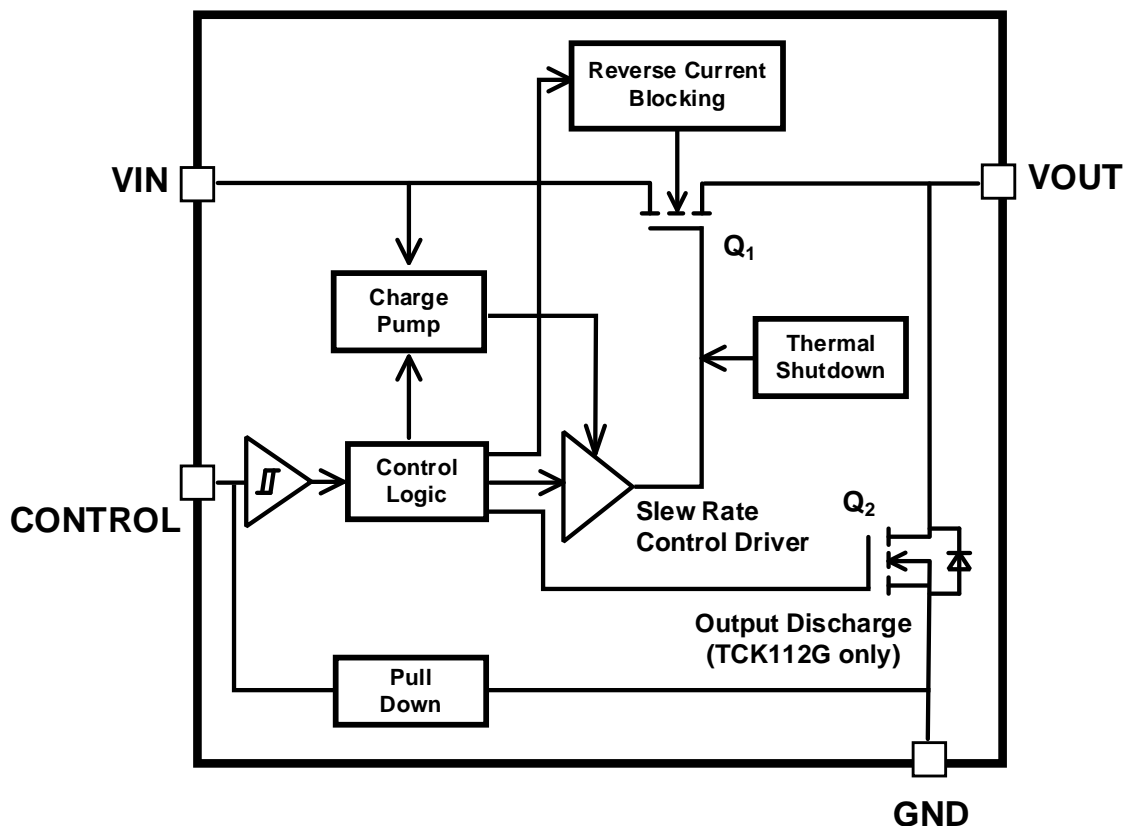 Reverse Current
Blocking
VIN
VOUT
Q1
Charge
Pump
Thermal
Shutdown
Control
Logic
CONTROL
Slew Rate
Control Driver
Q2
Output Discharge
(TCK112G only)
Pull
Down
GND